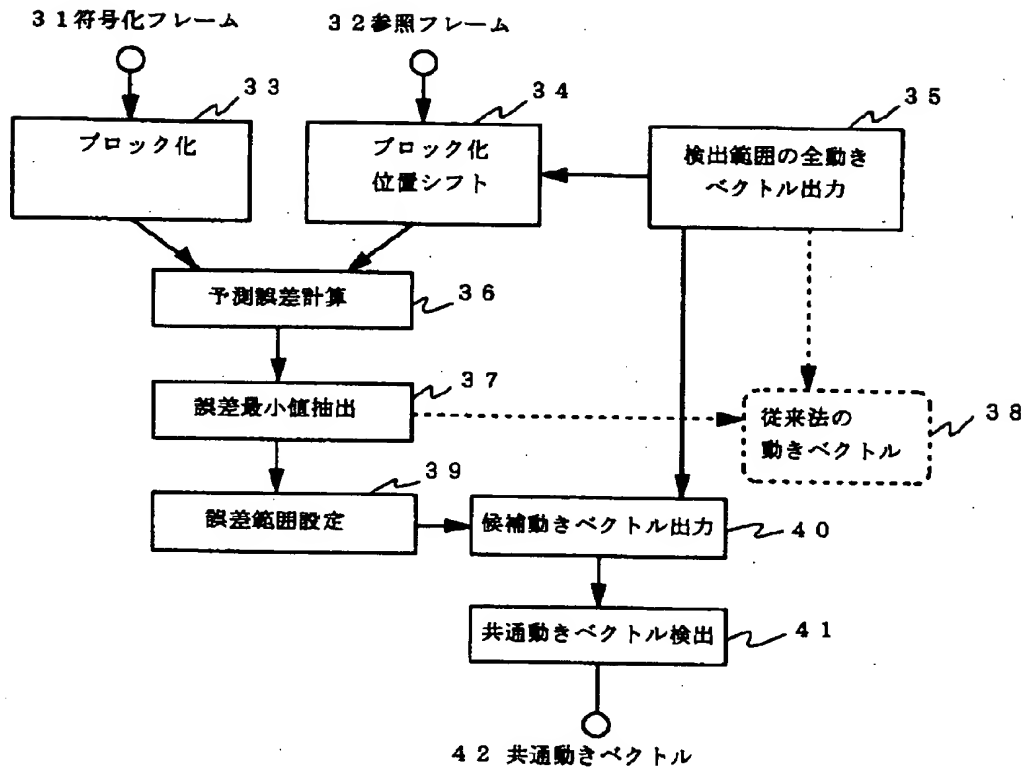 ３１符号化フレーム
３２参照フレーム
３３
ブロック化
３４
ブロック化
位置シフト
３５
検出範囲の全動き
ベクトル出力
予測誤差計算
３６
誤差最小値抽出
３７
従来法の
動きベクトル
３８
誤差範囲設定
３９
候補動きベクトル出力
４０
共通動きベクトル検出
４１
４２ 共通動きベクトル